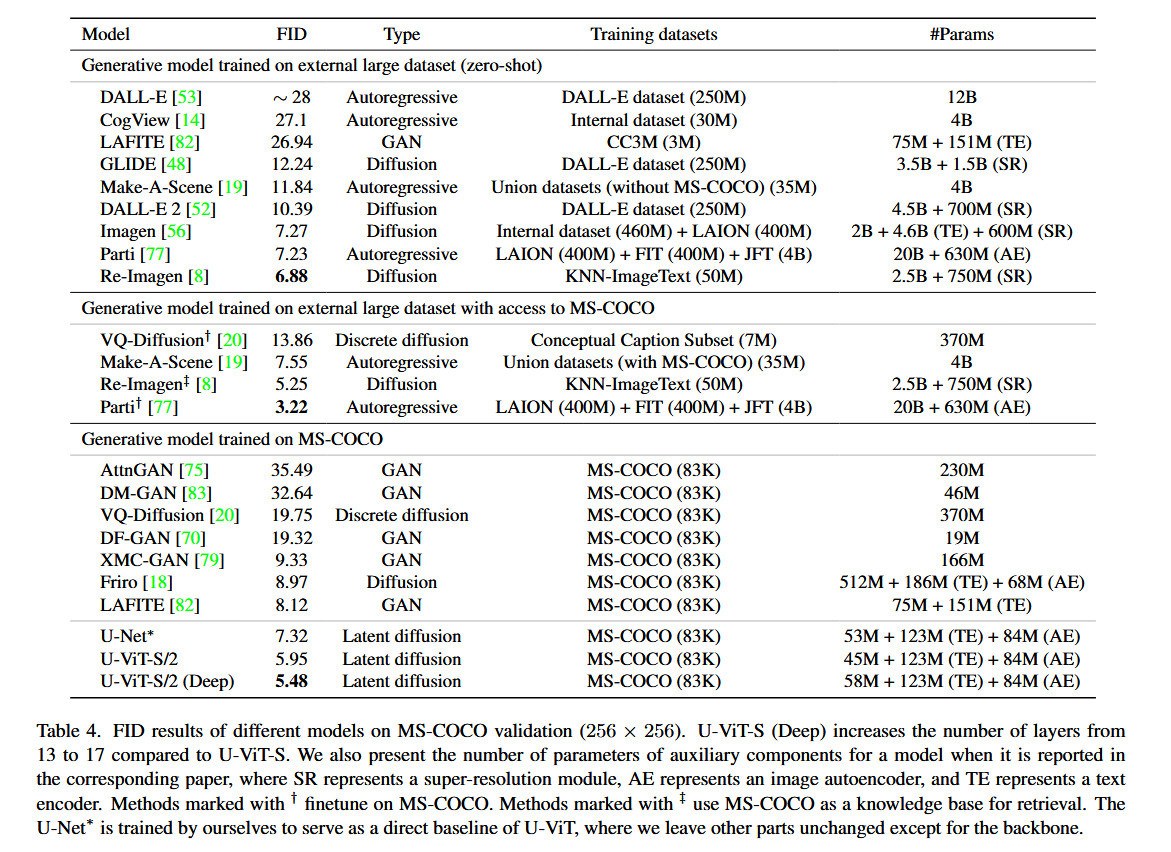 Model FID Type Training datasets #Params
Generative model trained on external large dataset (zero-shot)
DALL-E [53] ∼ 28 Autoregressive DALL-E dataset (250M) 12B
CogView [14] 27.1 Autoregressive Internal dataset (30M) 4B
LAFITE [82] 26.94 GAN CC3M (3M) 75M + 151M (TE)
GLIDE [48] 12.24 Diffusion DALL-E dataset (250M) 3.5B + 1.5B (SR)
Make-A-Scene [19] 11.84 Autoregressive Union datasets (without MS-COCO) (35M) 4B
DALL-E 2 [52] 10.39 Diffusion DALL-E dataset (250M) 4.5B + 700M (SR)
Imagen [56] 7.27 Diffusion Internal dataset (460M) + LAION (400M) 2B + 4.6B (TE) + 600M (SR)
Parti [77] 7.23 Autoregressive LAION (400M) + FIT (400M) + JFT (4B) 20B + 630M (AE)
Re-Imagen [8] 6.88 Diffusion KNN-ImageText (50M) 2.5B + 750M (SR)
Generative model trained on external large dataset with access to MS-COCO
VQ-Diffusion† [20] 13.86 Discrete diffusion Conceptual Caption Subset (7M) 370M
Make-A-Scene [19] 7.55 Autoregressive Union datasets (with MS-COCO) (35M) 4B
Re-Imagen‡ [8] 5.25 Diffusion KNN-ImageText (50M) 2.5B + 750M (SR)
Parti† [77] 3.22 Autoregressive LAION (400M) + FIT (400M) + JFT (4B) 20B + 630M (AE)
Generative model trained on MS-COCO
AttnGAN [75] 35.49 GAN MS-COCO (83K) 230M
DM-GAN [83] 32.64 GAN MS-COCO (83K) 46M
VQ-Diffusion [20] 19.75 Discrete diffusion MS-COCO (83K) 370M
DF-GAN [70] 19.32 GAN MS-COCO (83K) 19M
XMC-GAN [79] 9.33 GAN MS-COCO (83K) 166M
Friro [18] 8.97 Diffusion MS-COCO (83K) 512M + 186M (TE) + 68M (AE)
LAFITE [82] 8.12 GAN MS-COCO (83K) 75M + 151M (TE)
U-Net* 7.32 Latent diffusion MS-COCO (83K) 53M + 123M (TE) + 84M (AE)
U-ViT-S/2 5.95 Latent diffusion MS-COCO (83K) 45M + 123M (TE) + 84M (AE)
U-ViT-S/2 (Deep) 5.48 Latent diffusion MS-COCO (83K) 58M + 123M (TE) + 84M (AE)
Table 4. FID results of different models on MS-COCO validation (256 × 256). U-ViT-S (Deep) increases the number of layers from
13 to 17 compared to U-ViT-S. We also present the number of parameters of auxiliary components for a model when it is reported in
the corresponding paper, where SR represents a super-resolution module, AE represents an image autoencoder, and TE represents a text
encoder. Methods marked with † finetune on MS-COCO. Methods marked with ‡ use MS-COCO as a knowledge base for retrieval. The
U-Net* is trained by ourselves to serve as a direct baseline of U-ViT, where we leave other parts unchanged except for the backbone.